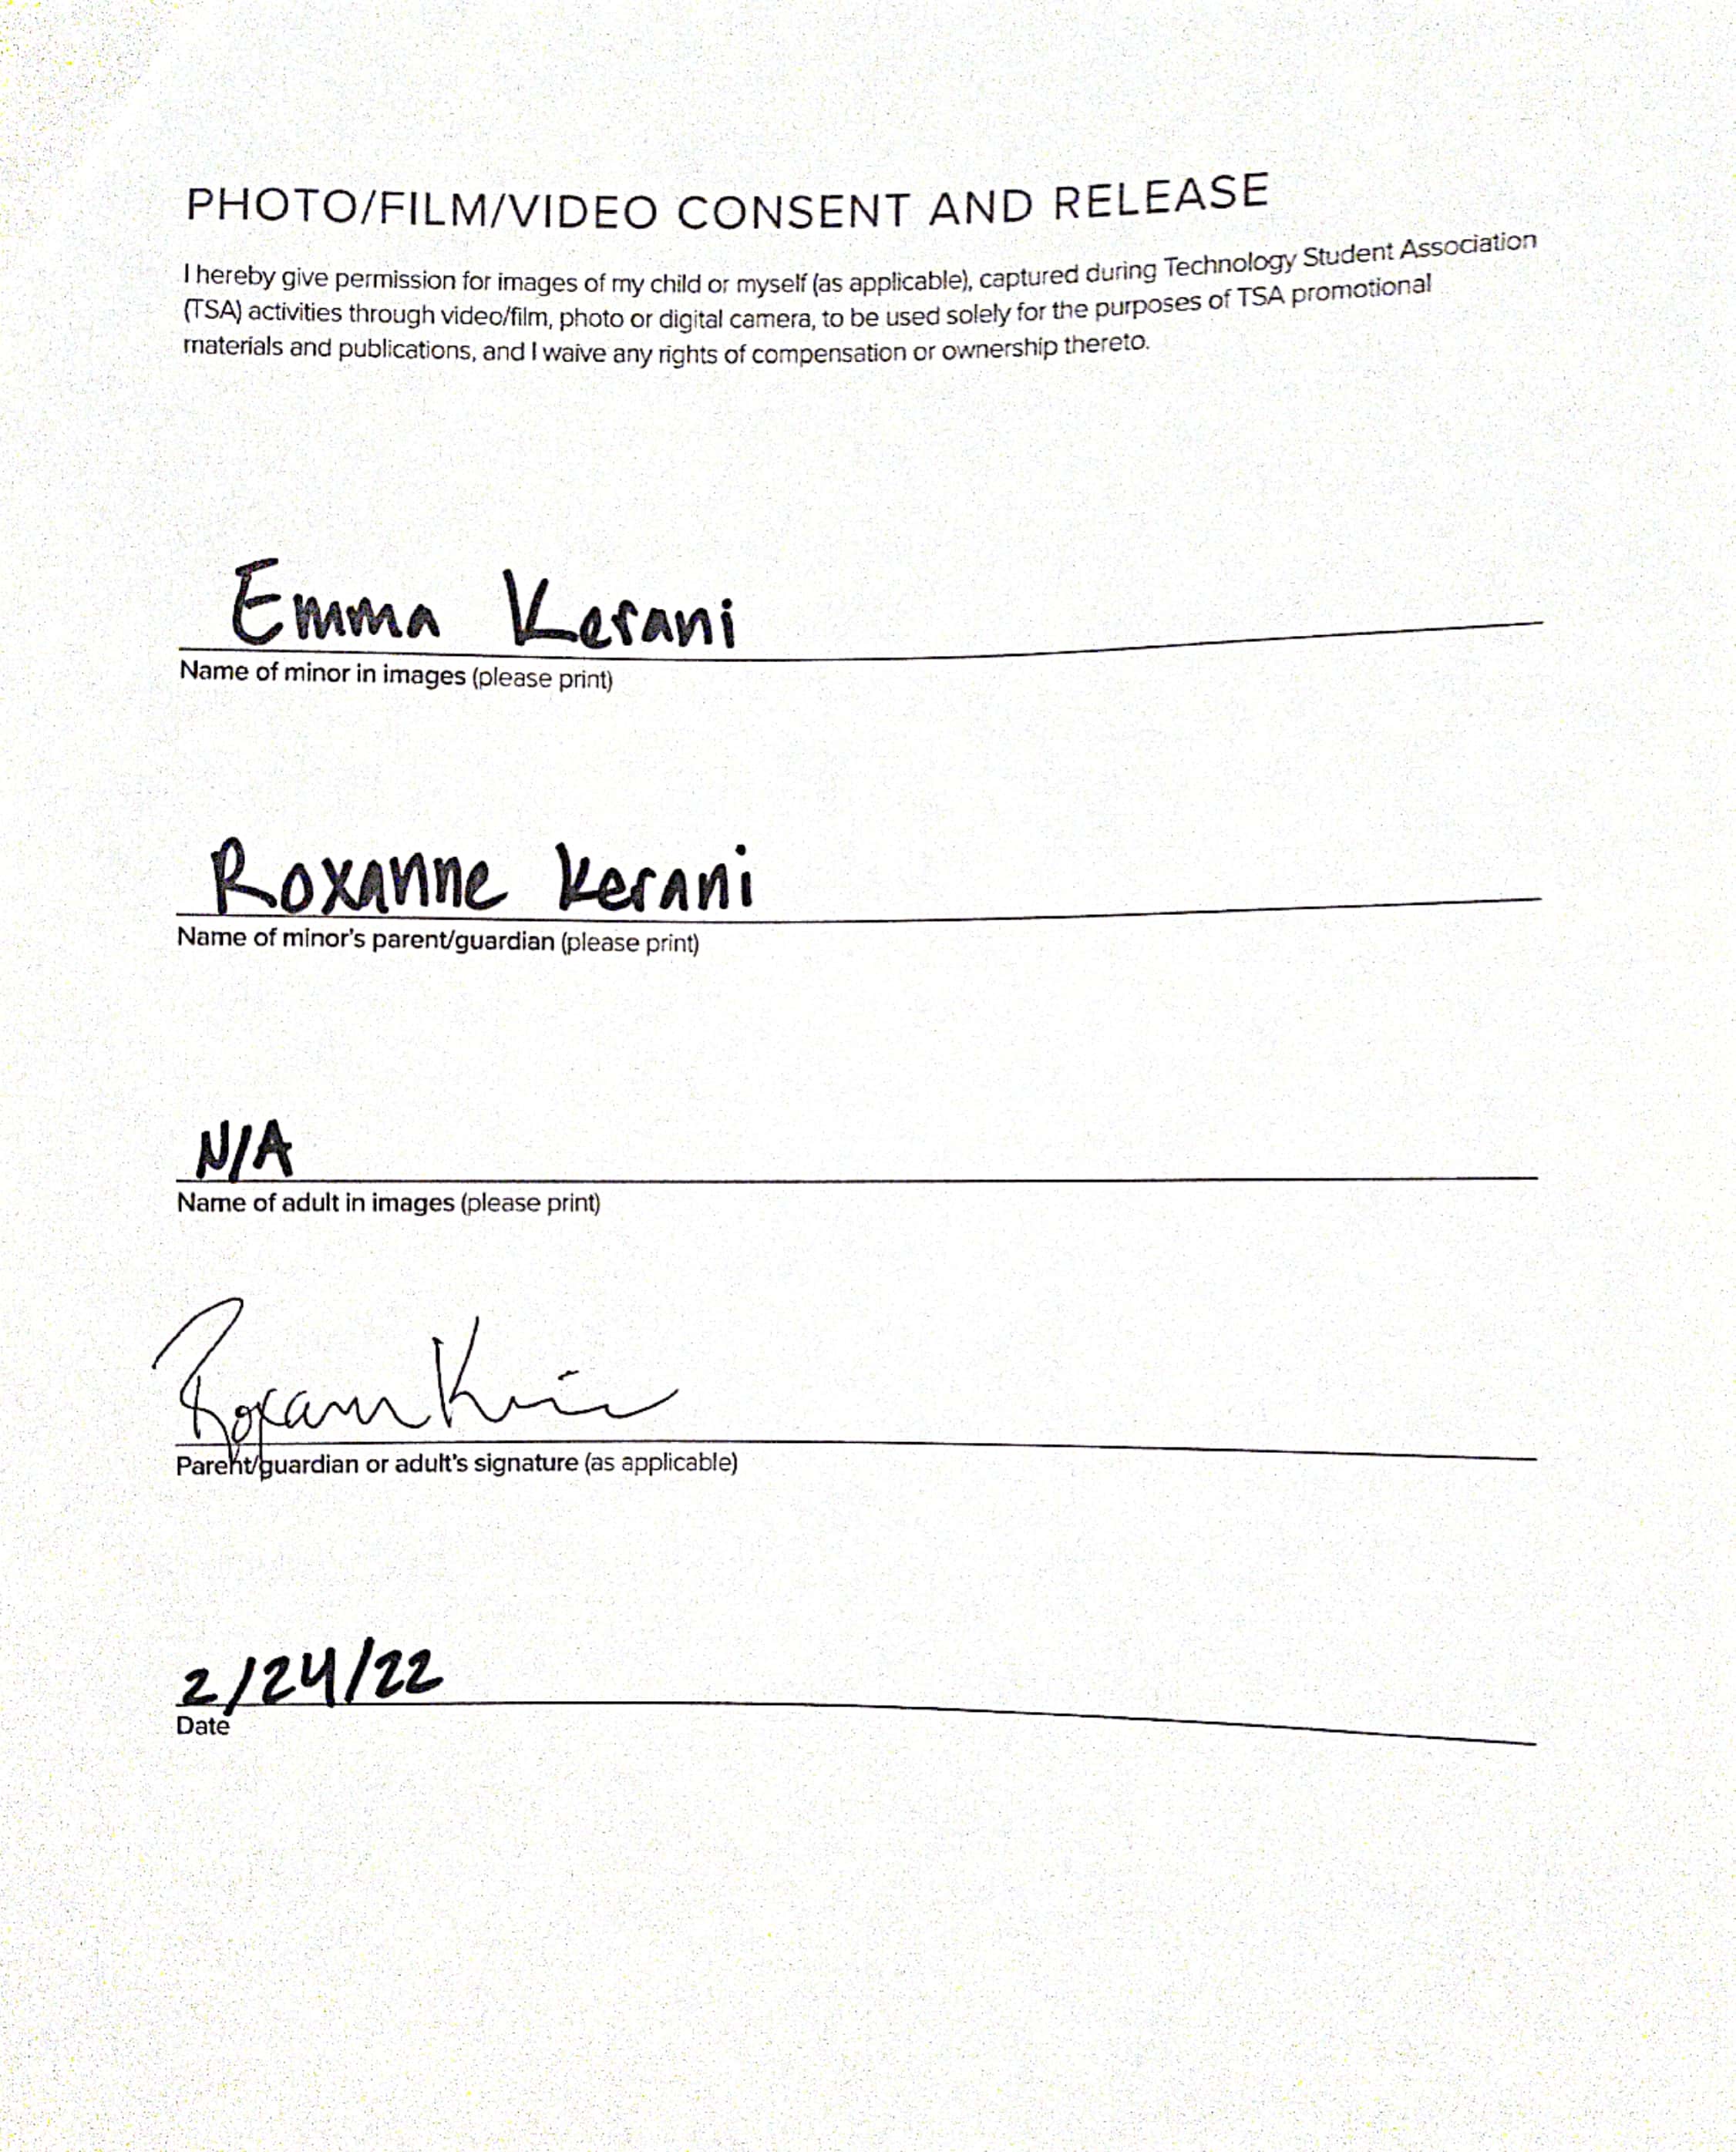 PHOTO/FILM/VIDEO CONSENT AND RELEASE
I hereby give permission for images of my child or myself (as applicable), captured during Technology Student Association
(TSA) activities through video/film, photo or digital camera, to be used solely for the purposes of TSA promotional
materials and publications, and I waive any rights of compensation or ownership thereto.
Emma Kerani
Name of minor in images (please print)
Roxanne Kerani
Name of minor's parent/guardian (please print)
N/A
Name of adult in images (please print)
Parent/guardian or adult's signature (as applicable)
2/24/22
Date